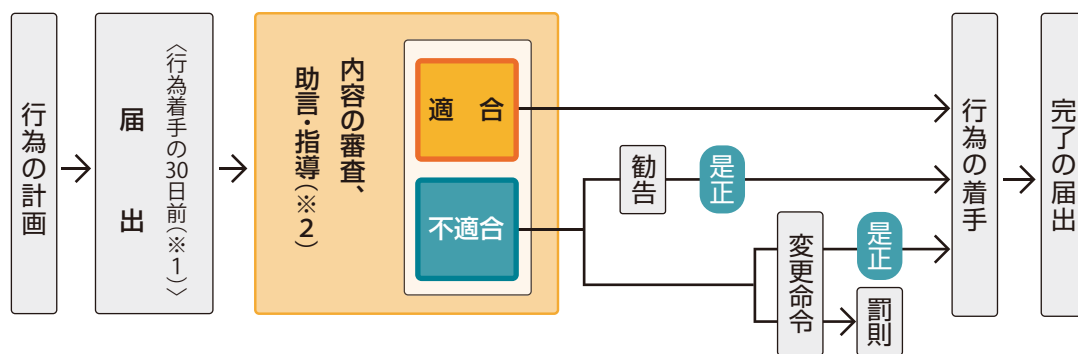 行為の計画
届出
〈行為着手の30日前(※1)〉
内容の審査、
助言・指導(※2)
適合
不適合
勧告
是正
変更命令
是正
罰則
行為の着手
完了の届出